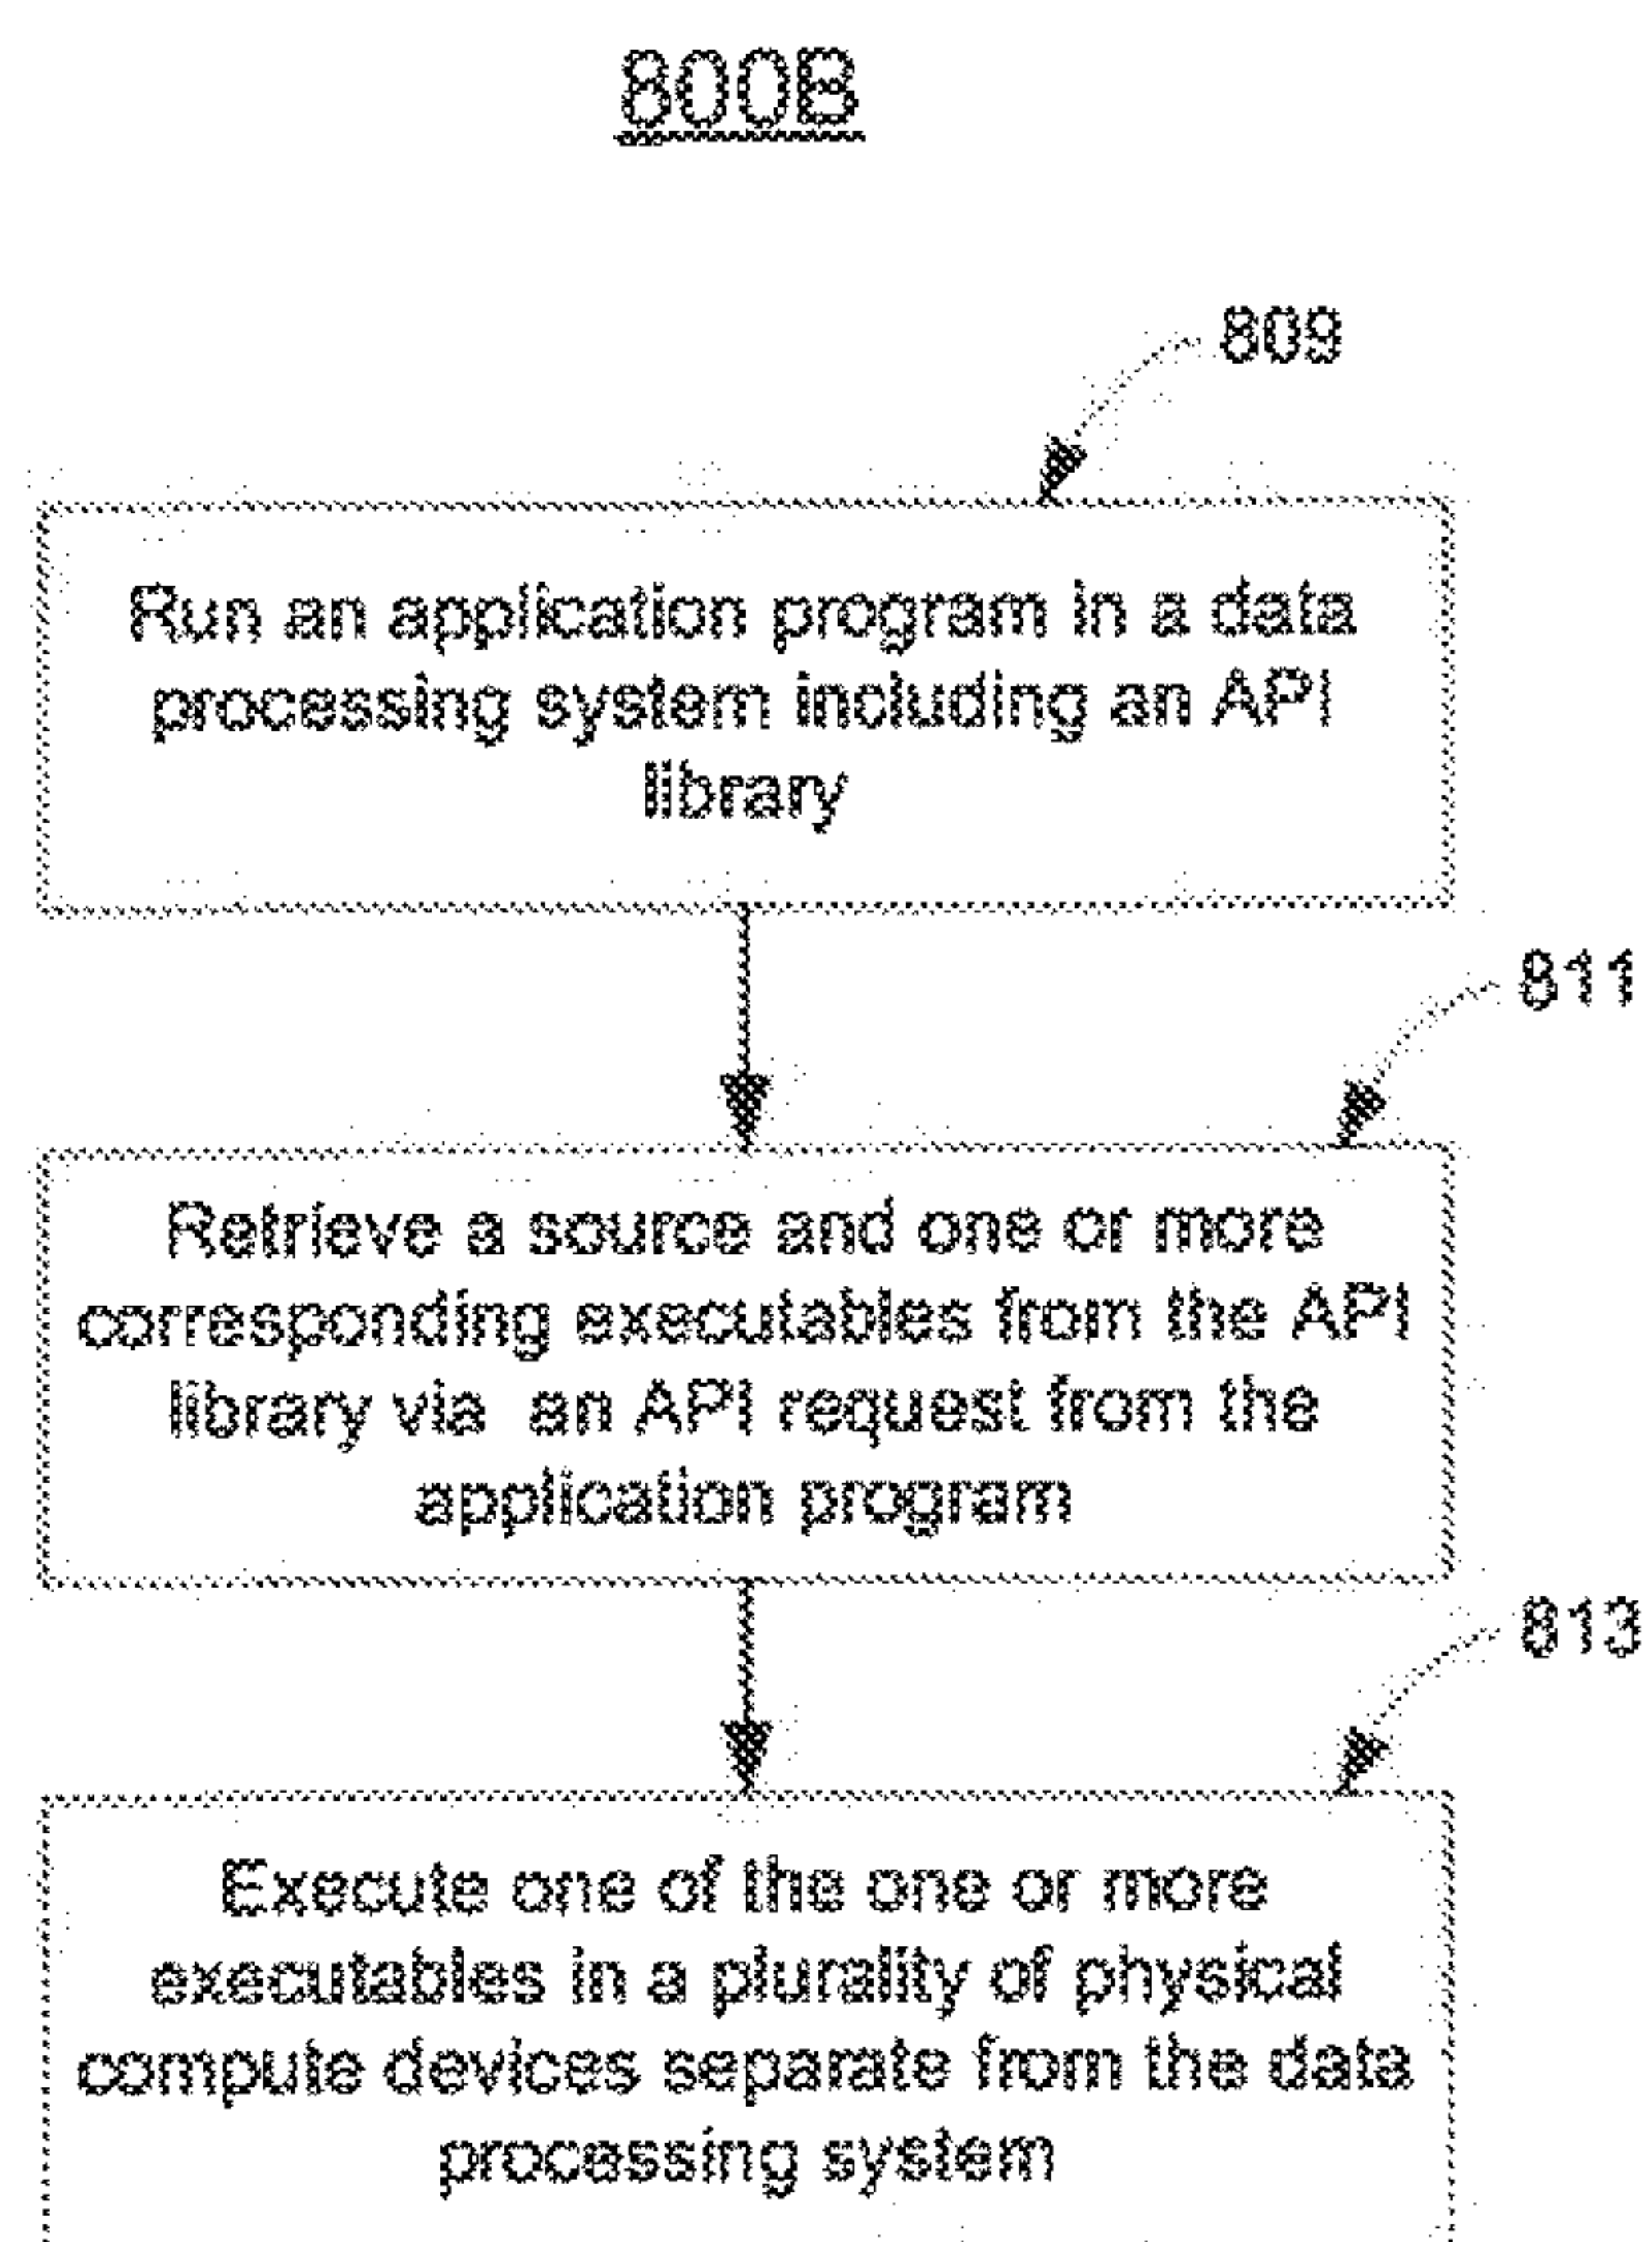 800B
809
Run an application program in a data
processing system including an API
library
811
Retrieve a source and one or more
corresponding executables from the API
library via an API request from the
application program
813
Execute one of the one or more
executables in a plurality of physical
compute devices separate from the data
processing system